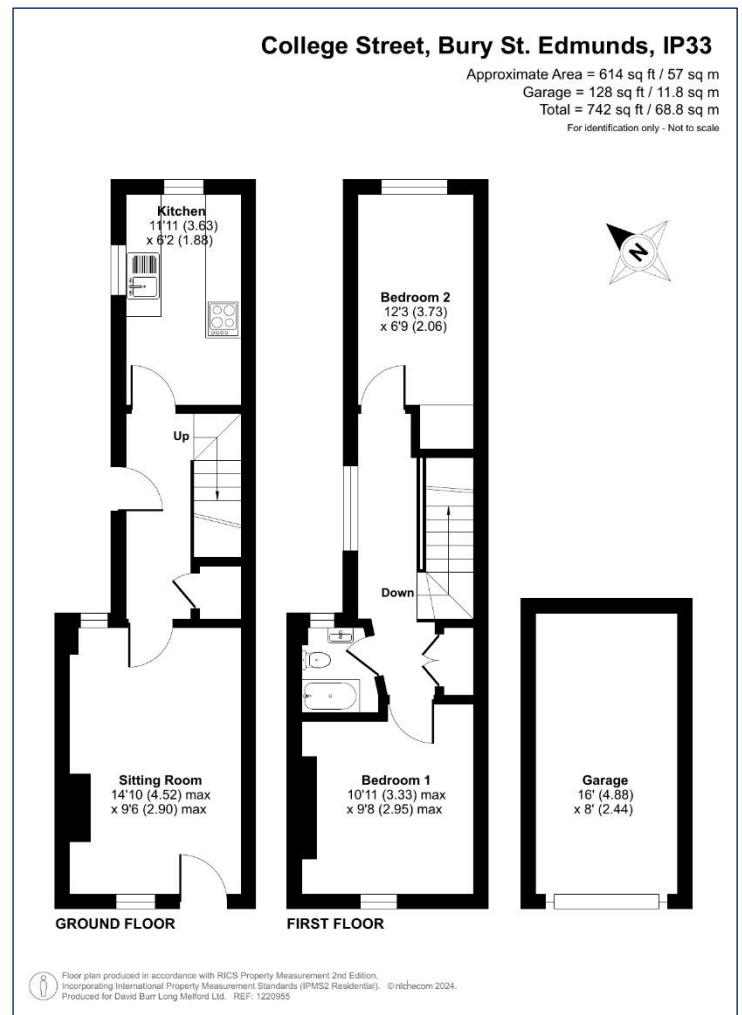 College Street, Bury St. Edmunds, IP33
Approximate Area = 614 sq ft / 57 sq m
Garage = 128 sq ft / 11.8 sq m
Total = 742 sq ft / 68.8 sq m
For identification only - Not to scale
Kitchen
11'11 (3.63)
x 6'2 (1.88)
N
Bedroom 2
12'3 (3.73)
x 6'9 (2.06)
Up
Down
Sitting Room
14'10 (4.52) max
x 9'6 (2.90) max
Bedroom 1
10'11 (3.33) max
x 9'8 (2.95) max
Garage
16' (4.88)
x 8' (2.44)
GROUND FLOOR
FIRST FLOOR
Floor plan produced in accordance with RICS Property Measurement 2nd Edition,
Incorporating International Property Measurement Standards (IPMS2 Residential). ©nichecom 2024.
Produced for David Burr Long Melford Ltd. REF: 1220955